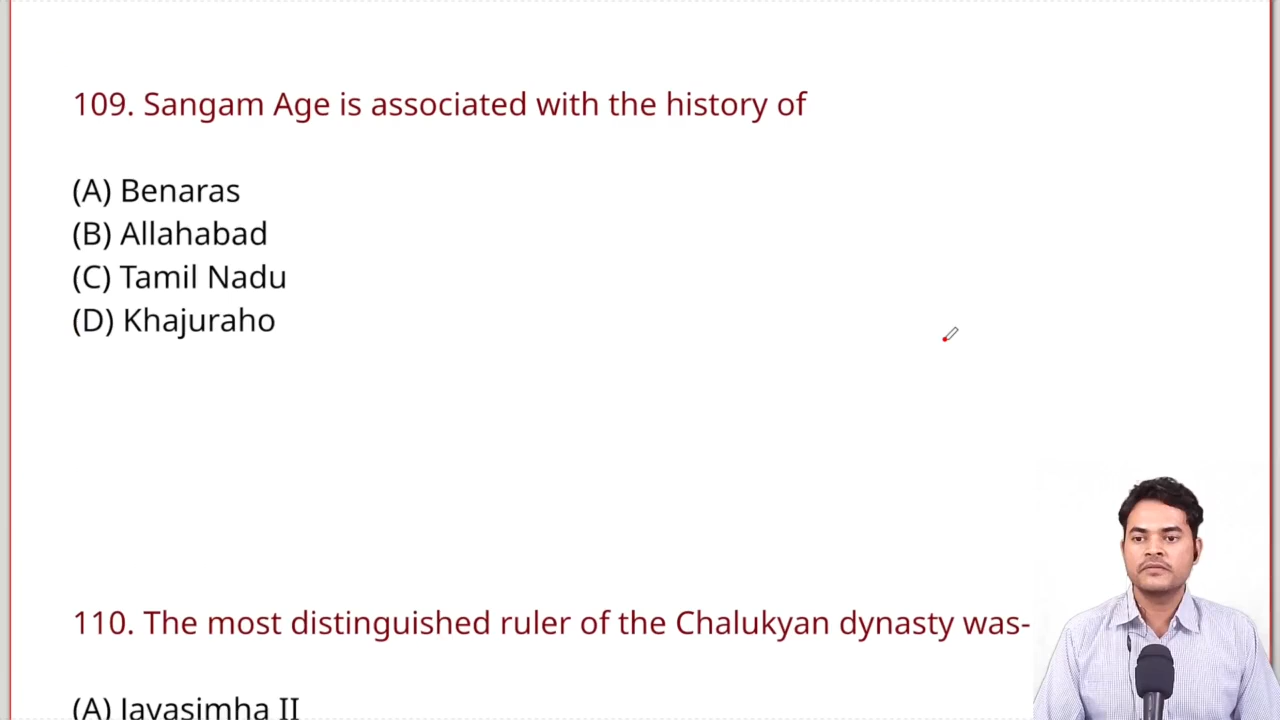 109. Sangam Age is associated with the history of
(A) Benaras
(B) Allahabad
(C) Tamil Nadu
(D) Khajuraho
110. The most distinguished ruler of the Chalukyan dynasty was-
(A) Jayasimha II